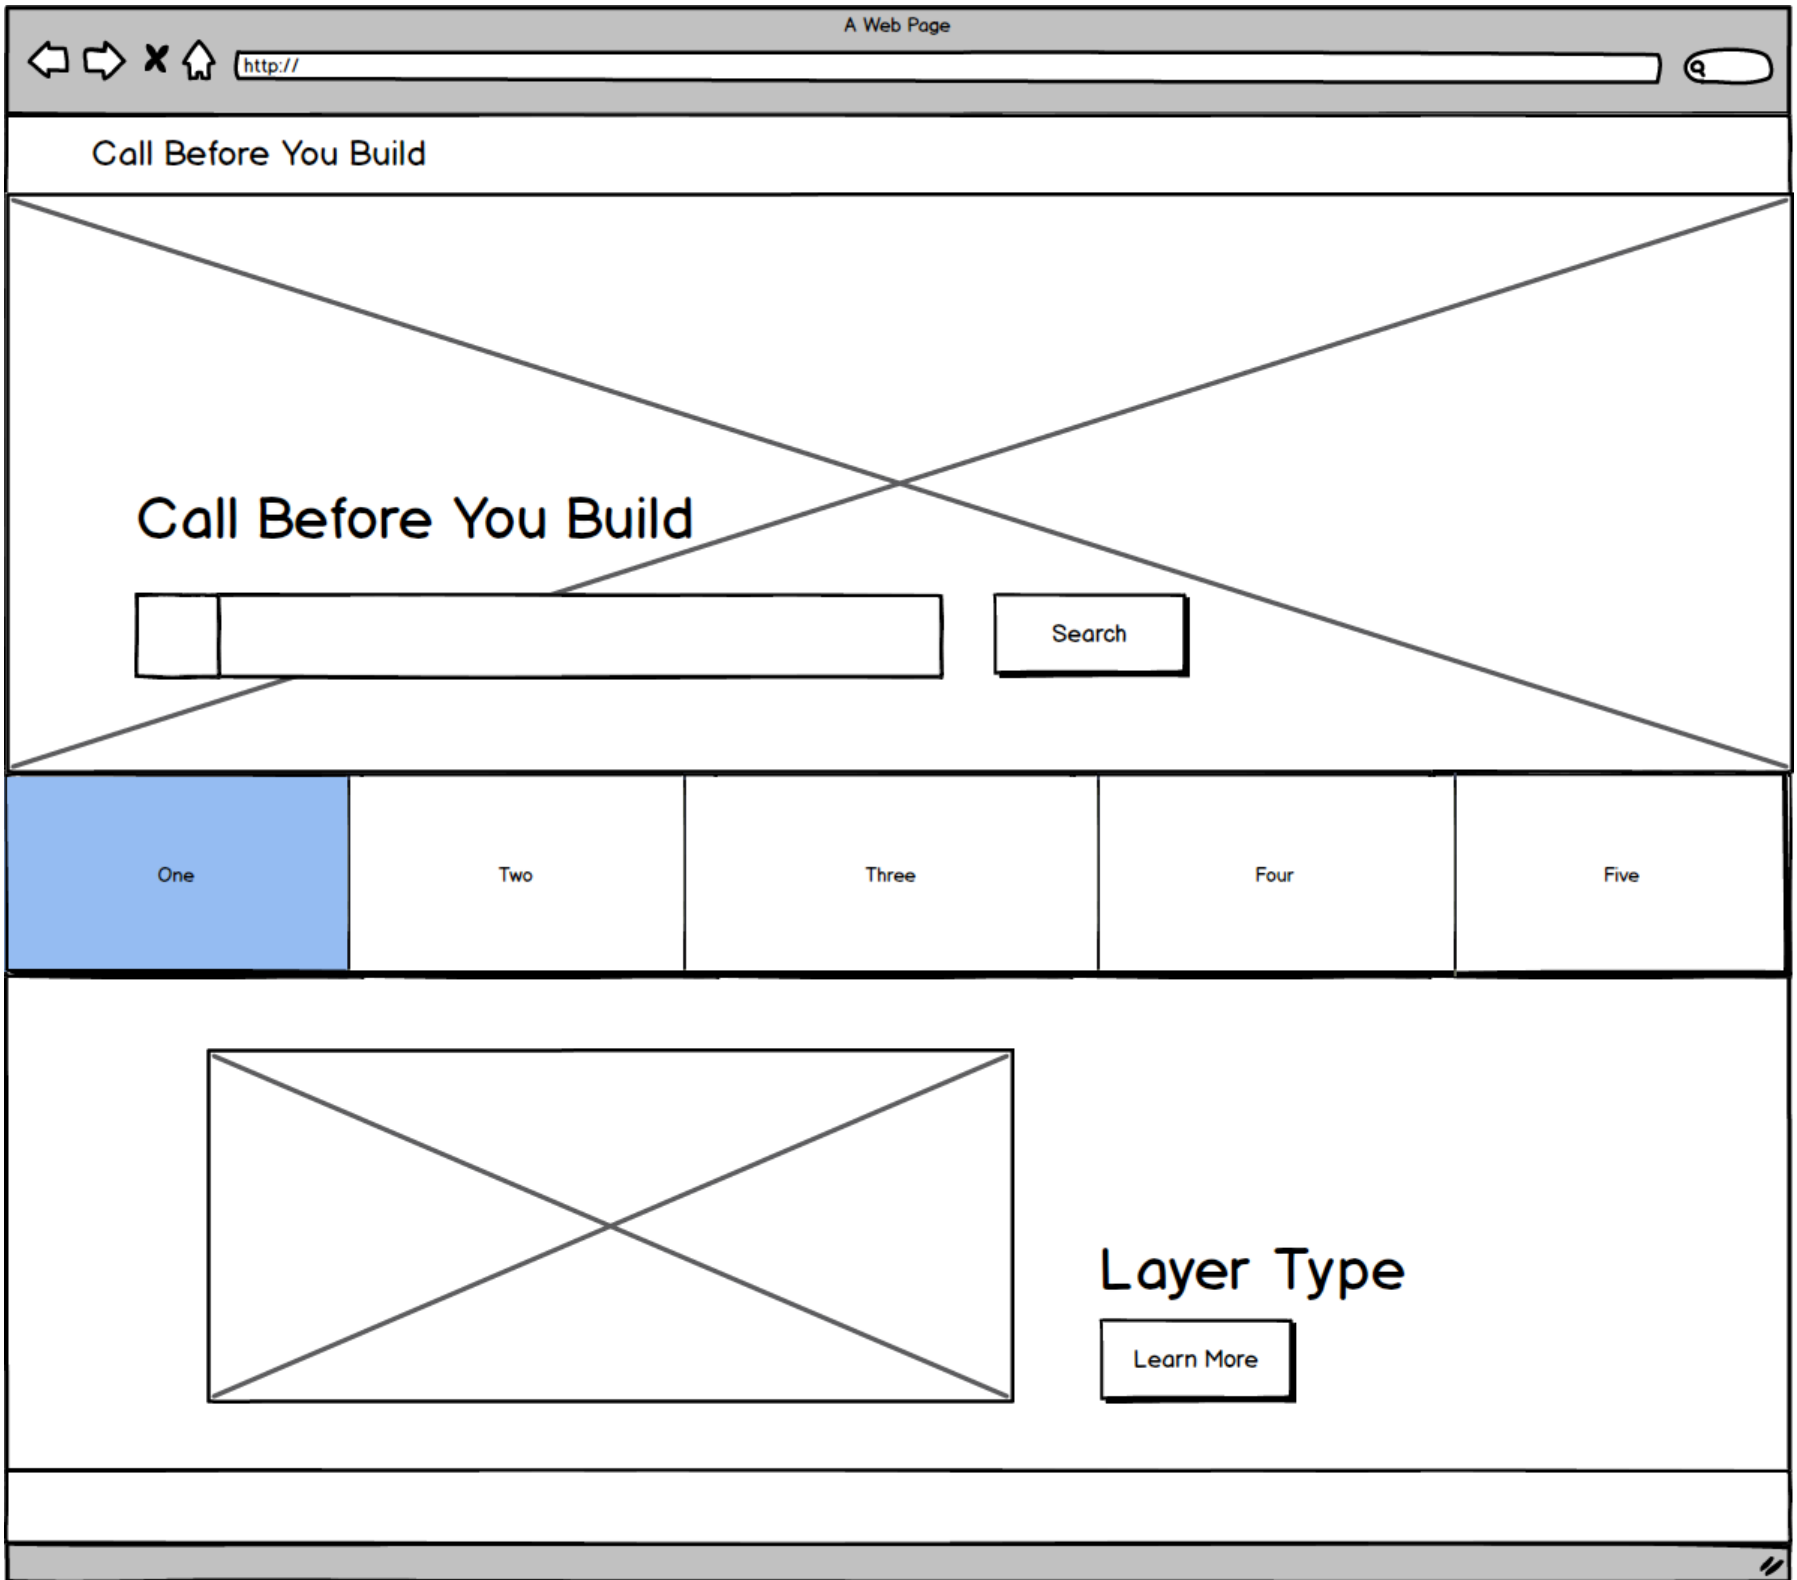 A Web Page
http://
Call Before You Build
Call Before You Build
Search
One
Two
Three
Four
Five
Layer Type
Learn More